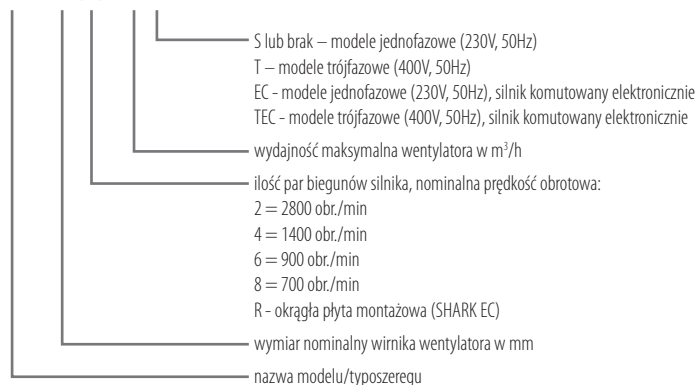 S lub brak – modele jednofazowe (230V, 50Hz)
T – modele trójfazowe (400V, 50Hz)
EC - modele jednofazowe (230V, 50Hz), silnik komutowany elektronicznie
TEC - modele trójfazowe (400V, 50Hz), silnik komutowany elektronicznie
wydajność maksymalna wentylatora w m³/h
ilość par biegunów silnika, nominalna prędkość obrotowa:
2 = 2800 obr./min
4 = 1400 obr./min
6 = 900 obr./min
8 = 700 obr./min
R - okrągła płyta montażowa (SHARK EC)
wymiar nominalny wirnika wentylatora w mm
nazwa modelu/typoszeregu